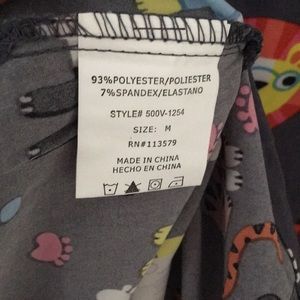 93%POLYESTER/POLIESTER
7%SPANDEX/ELASTANO
STYLE# 500V-1254
SIZE: M
RN#113579
MADE IN CHINA
HECHO EN CHINA